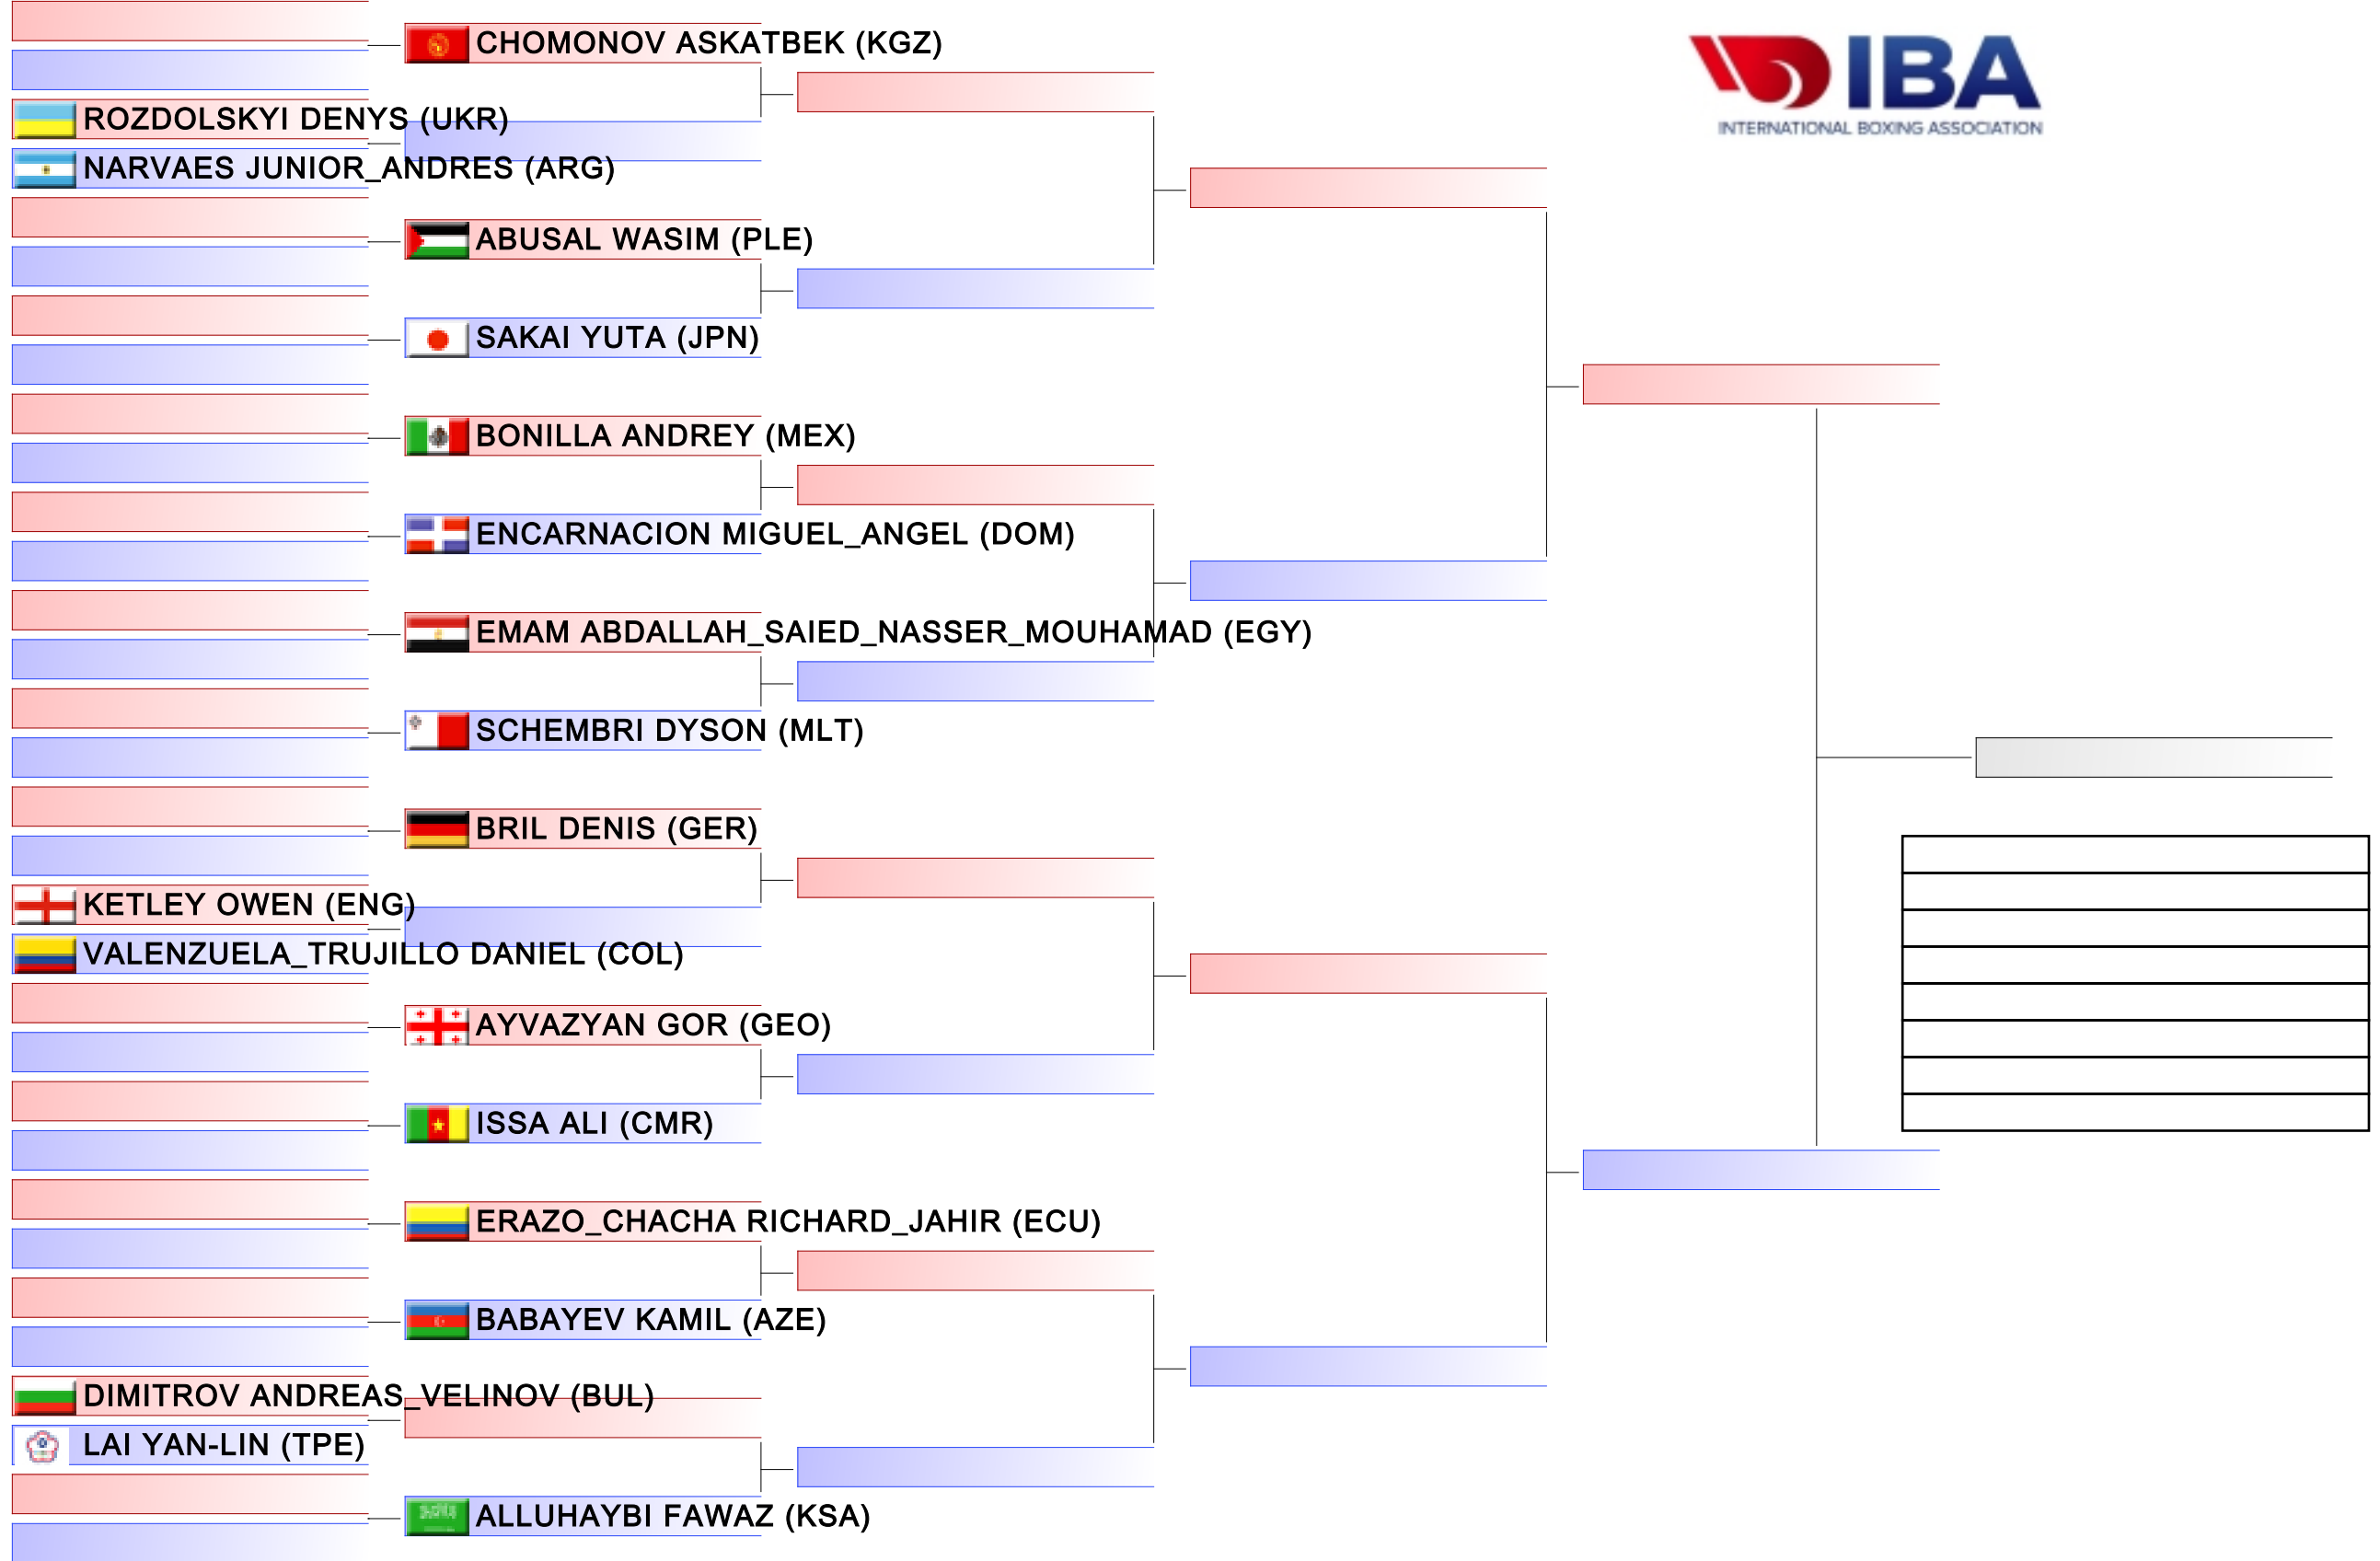 CHOMONOV ASKATBEK (KGZ)
IBA
INTERNATIONAL BOXING ASSOCIATION
ROZDOLSKYI DENYS (UKR)
NARVAES JUNIOR_ANDRES (ARG)
ABUSAL WASIM (PLE)
SAKAI YUTA (JPN)
BONILLA ANDREY (MEX)
ENCARNACION MIGUEL_ANGEL (DOM)
EMAM ABDALLAH_SAIED_NASSER_MOUHAMAD (EGY)
SCHEMBRI DYSON (MLT)
BRIL DENIS (GER)
KETLEY OWEN (ENG)
VALENZUELA_TRUJILLO DANIEL (COL)
AYVAZYAN GOR (GEO)
ISSA ALI (CMR)
ERAZO_CHACHA RICHARD_JAHIR (ECU)
BABAYEV KAMIL (AZE)
DIMITROV ANDREAS_VELINOV (BUL)
LAI YAN-LIN (TPE)
ALLUHAYBI FAWAZ (KSA)